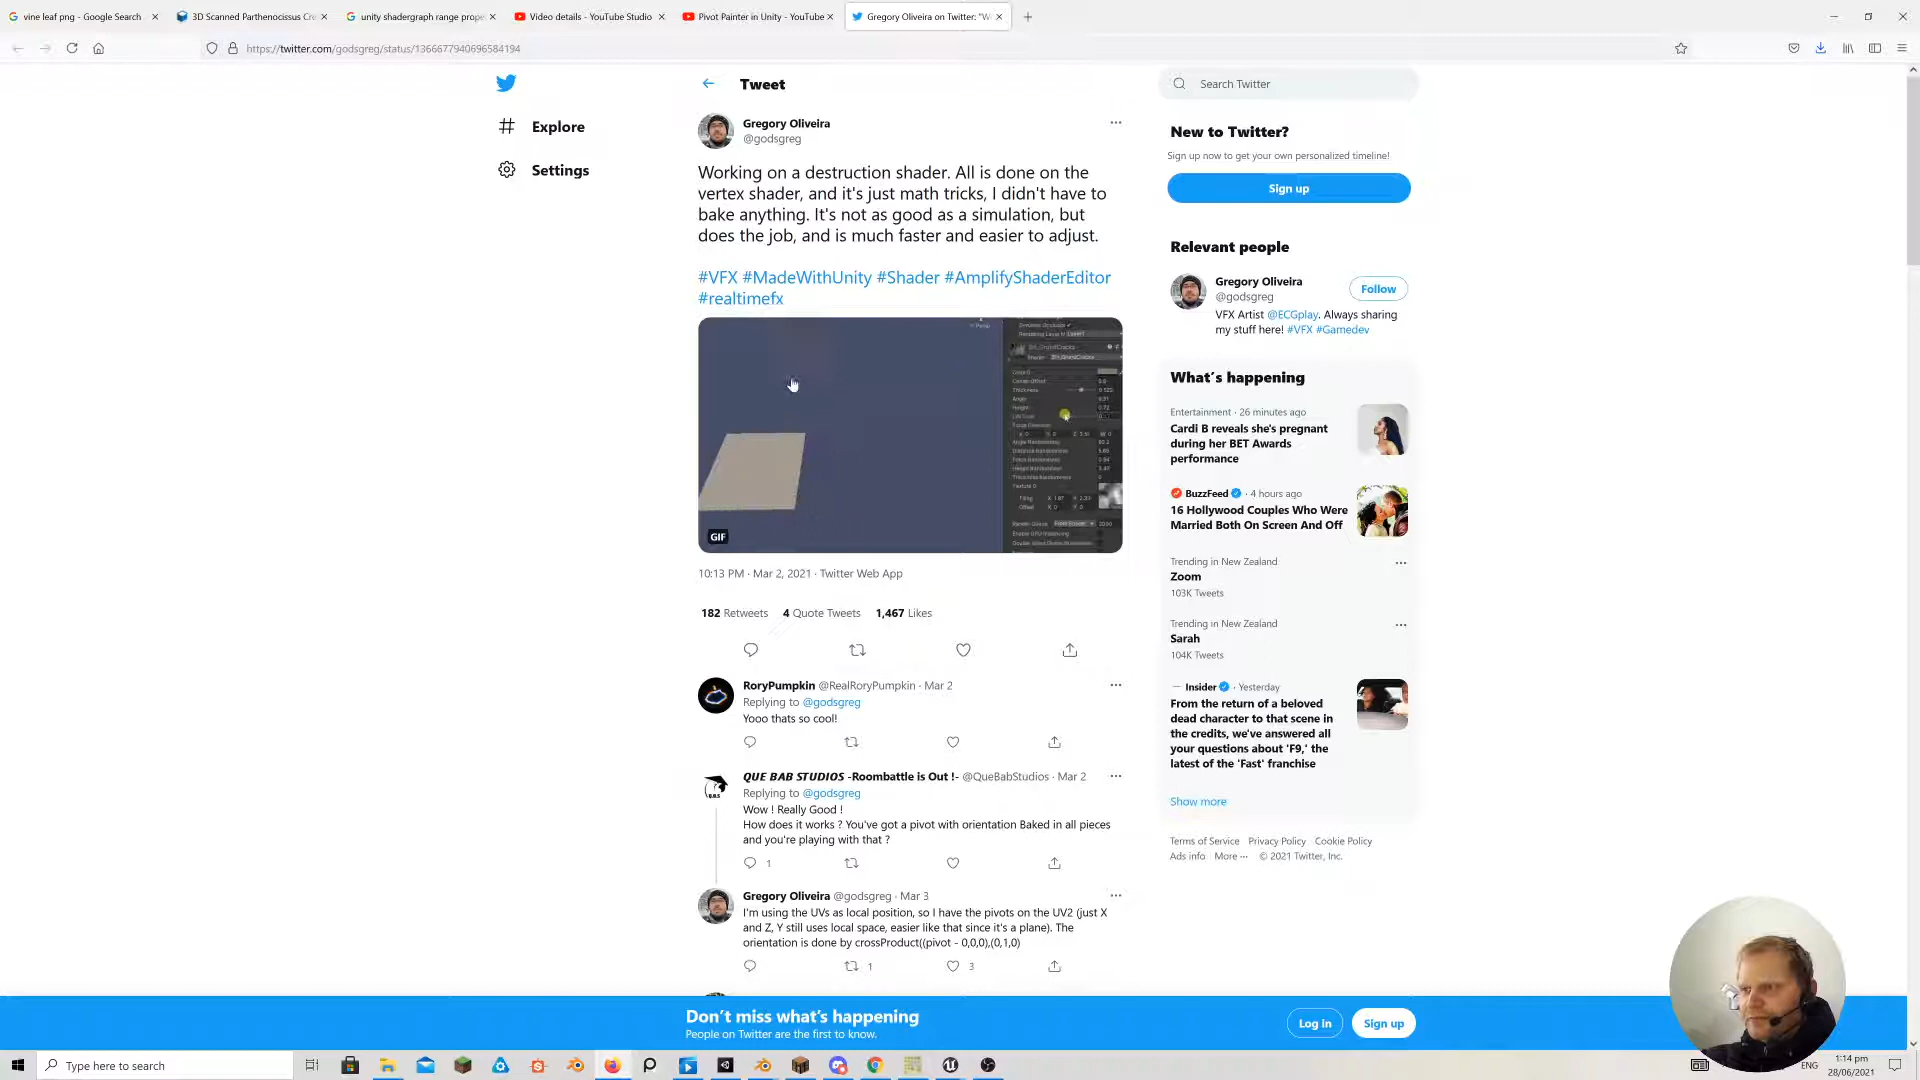 vine leaf png - Google Search
3D Scanned Parthenocissus Cre
unity shadergraph range prope
Video details - YouTube Studio
Pivot Painter in Unity - YouTube
Gregory Oliveira on Twitter: "W
https://twitter.com/godsgreg/status/1366677940696584194
Explore
Settings
Tweet
Gregory Oliveira
@godsgreg
Working on a destruction shader. All is done on the
vertex shader, and it's just math tricks, I didn't have to
bake anything. It's not as good as a simulation, but
does the job, and is much faster and easier to adjust.
#VFX #MadeWithUnity #Shader #AmplifyShaderEditor
#realtimefx
GIF
10:13 PM · Mar 2, 2021 · Twitter Web App
182 Retweets 4 Quote Tweets 1,467 Likes
RoryPumpkin @RealRoryPumpkin · Mar 2
Replying to @godsgreg
Yooo thats so cool!
QUE BAB STUDIOS -Roombattle is Out !- @QueBabStudios · Mar 2
Replying to @godsgreg
Wow ! Really Good !
How does it works ? You've got a pivot with orientation Baked in all pieces
and you're playing with that ?
1
Gregory Oliveira @godsgreg · Mar 3
I'm using the UVs as local position, so I have the pivots on the UV2 (just X
and Z, Y still uses local space, easier like that since it's a plane). The
orientation is done by crossProduct((pivot - 0,0,0),(0,1,0)
1 3
Search Twitter
New to Twitter?
Sign up now to get your own personalized timeline!
Sign up
Relevant people
Gregory Oliveira
@godsgreg
Follow
VFX Artist @ECGplay. Always sharing
my stuff here! #VFX #Gamedev
What's happening
Entertainment · 26 minutes ago
Cardi B reveals she's pregnant
during her BET Awards
performance
BuzzFeed · 4 hours ago
16 Hollywood Couples Who Were
Married Both On Screen And Off
Trending in New Zealand
Zoom
103K Tweets
Trending in New Zealand
Sarah
104K Tweets
Insider · Yesterday
From the return of a beloved
dead character to that scene in
the credits, we've answered all
your questions about 'F9,' the
latest of the 'Fast' franchise
Show more
Terms of Service Privacy Policy Cookie Policy
Ads info More ··· © 2021 Twitter, Inc.
Don't miss what's happening
People on Twitter are the first to know.
Log in
Sign up
Type here to search
ENG
1:14 pm
28/06/2021